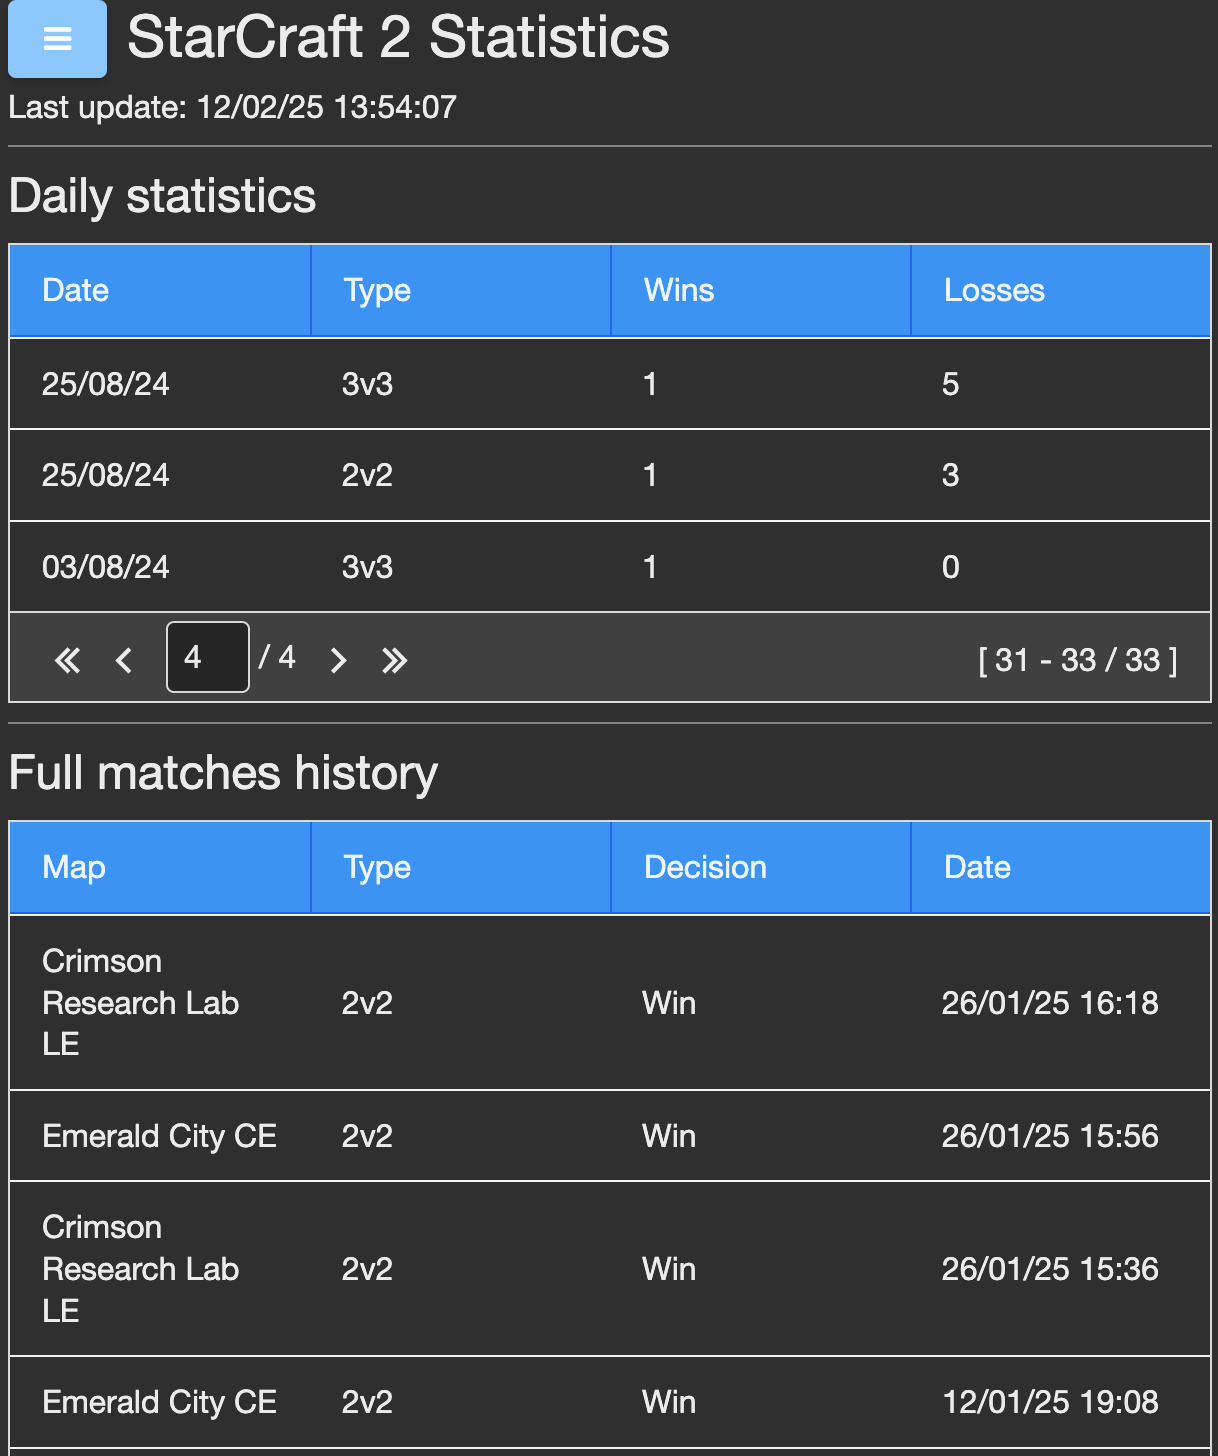 StarCraft 2 Statistics
Last update: 12/02/25 13:54:07
Daily statistics
Date Type Wins Losses
25/08/24 3v3 1 5
25/08/24 2v2 1 3
03/08/24 3v3 1 0
4 / 4 [ 31 - 33 / 33 ]
Full matches history
Map Type Decision Date
Crimson
Research Lab 2v2 Win 26/01/25 16:18
LE
Emerald City CE 2v2 Win 26/01/25 15:56
Crimson
Research Lab 2v2 Win 26/01/25 15:36
LE
Emerald City CE 2v2 Win 12/01/25 19:08